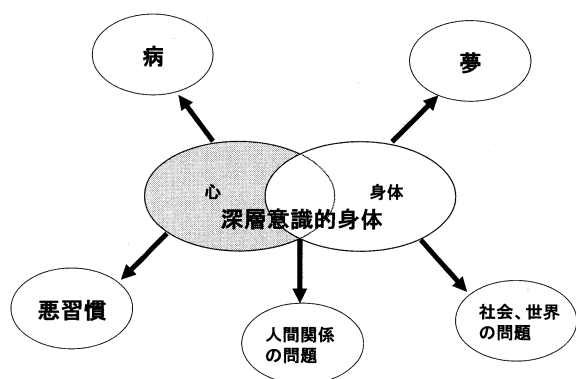 病
夢
心
身体
深層意識的身体
悪習慣
人間関係
の問題
社会、世界
の問題